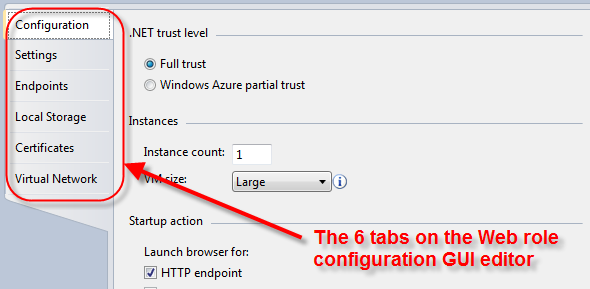 Configuration
Settings
Endpoints
Local Storage
Certificates
Virtual Network
.NET trust level
Full trust
Windows Azure partial trust
Instances
Instance count: 1
VM size: Large
Startup action
Launch browser for:
HTTP endpoint
The 6 tabs on the Web role
configuration GUI editor